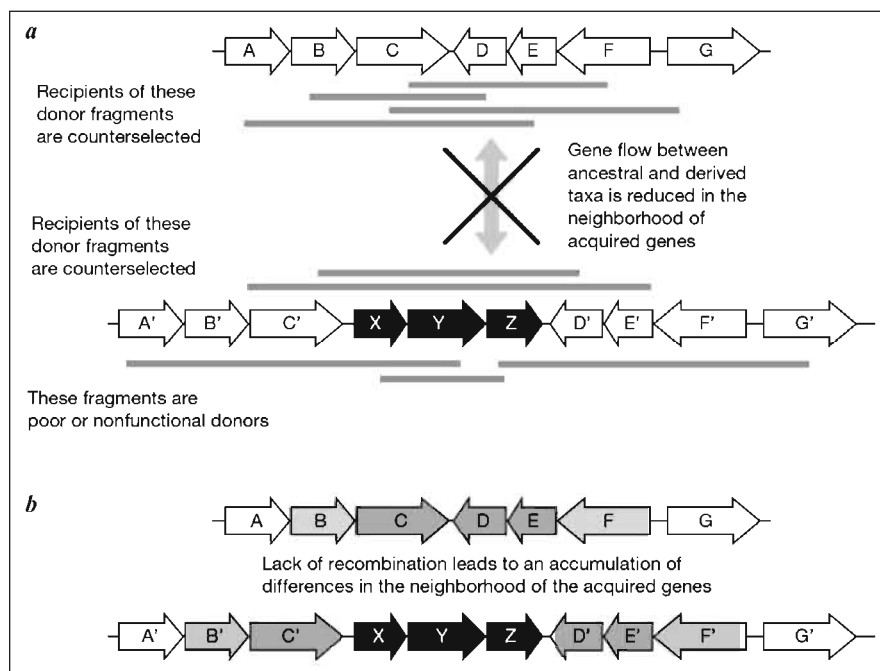 a
A B C D E F G
Recipients of these
donor fragments
are counterselected
Gene flow between
ancestral and derived
taxa is reduced in the
neighborhood of
acquired genes
Recipients of these
donor fragments
are counterselected
A' B' C' X Y Z D' E' F' G'
These fragments are
poor or nonfunctional donors
b
A B C D E F G
Lack of recombination leads to an accumulation of
differences in the neighborhood of the acquired genes
A' B' C' X Y Z D' E' F' G'